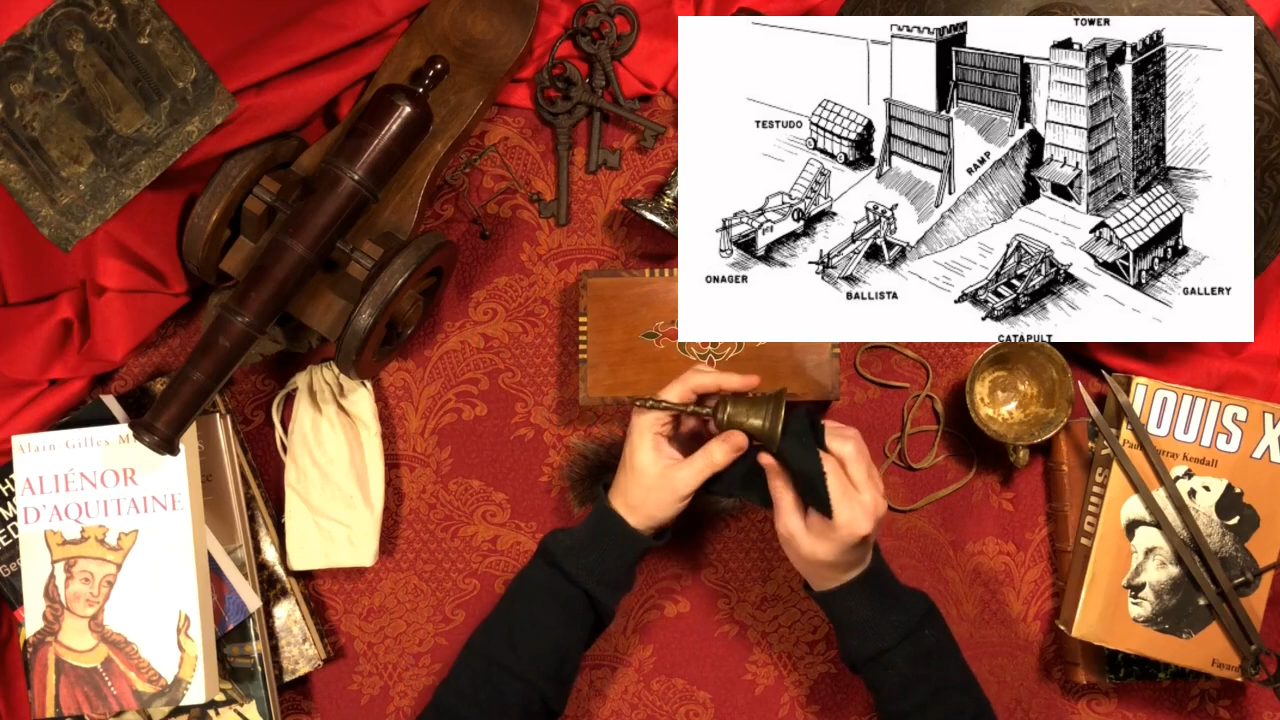 TOWER
TESTUDO
RAMP
ONAGER
BALLISTA
CATAPULT
GALLERY
Alain Gilles
ALIÉNOR
D'AQUITAINE
LOUIS X
Paul Murray Kendall
LOUIS X
Fayard